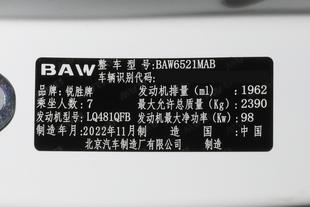 BAW 整车型号:BAW6521MAB
车辆识别代码:
品牌:锐胜牌 发动机排量(ml):1962
乘坐人数:7 最大允许总质量(Kg):2390
发动机型号:LQ481QFB 发动机最大净功率(Kw):98
制造年月:2022年11月 制造国:中国
北京汽车制造厂有限公司